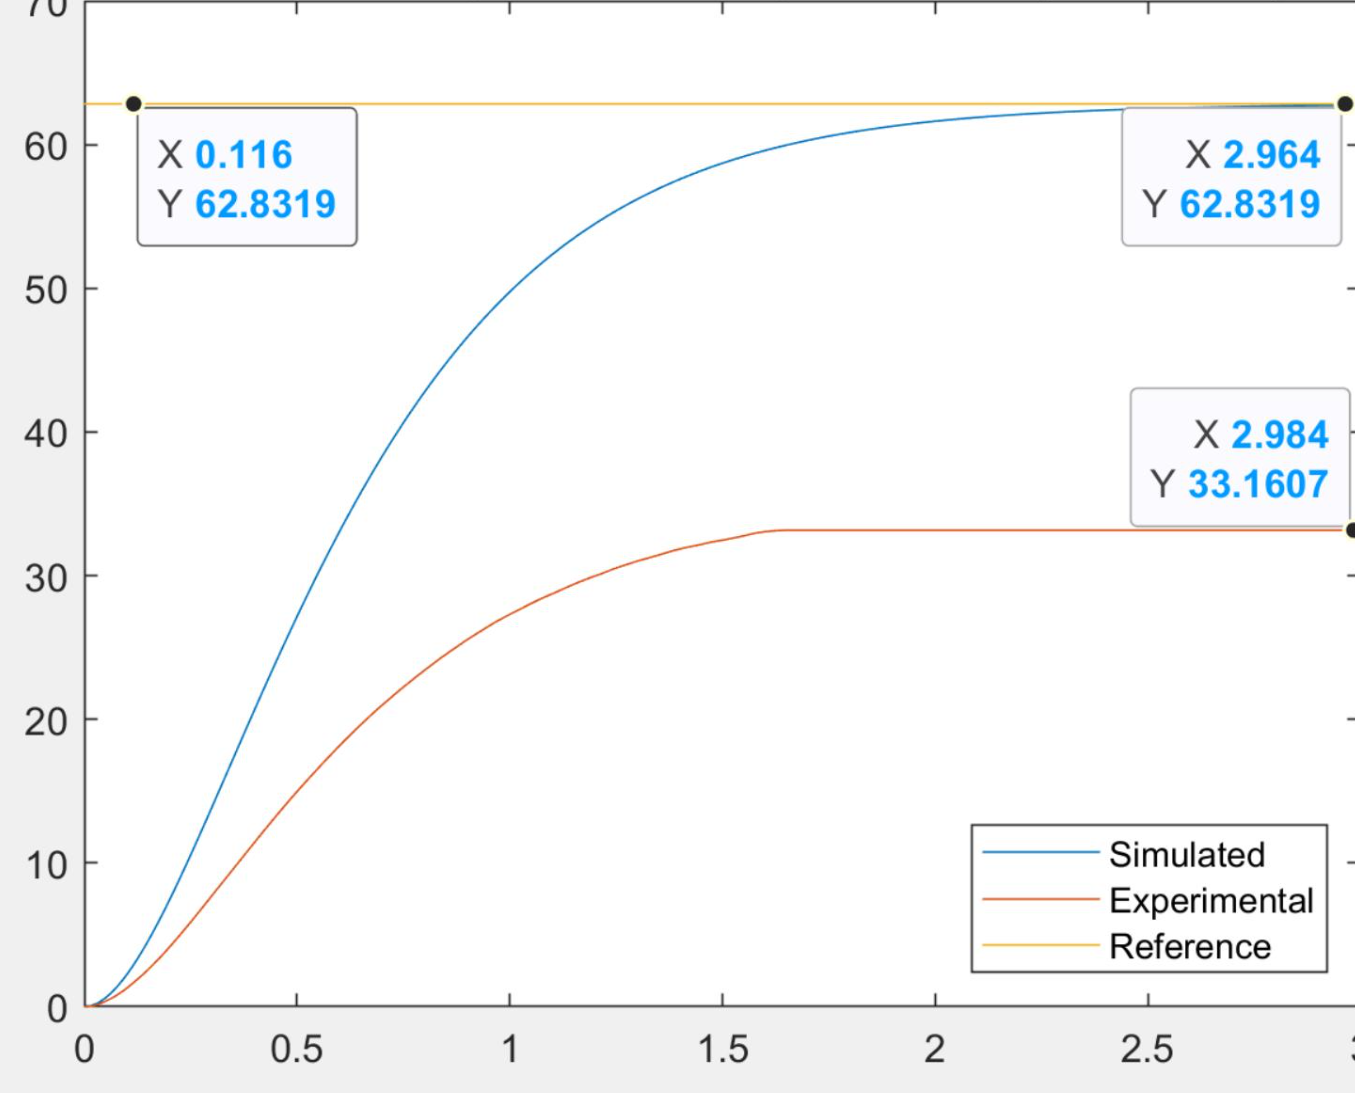 70
60
50
40
30
20
10
0
X 0.116
Y 62.8319
X 2.964
Y 62.8319
X 2.984
Y 33.1607
Simulated
Experimental
Reference
0 0.5 1 1.5 2 2.5